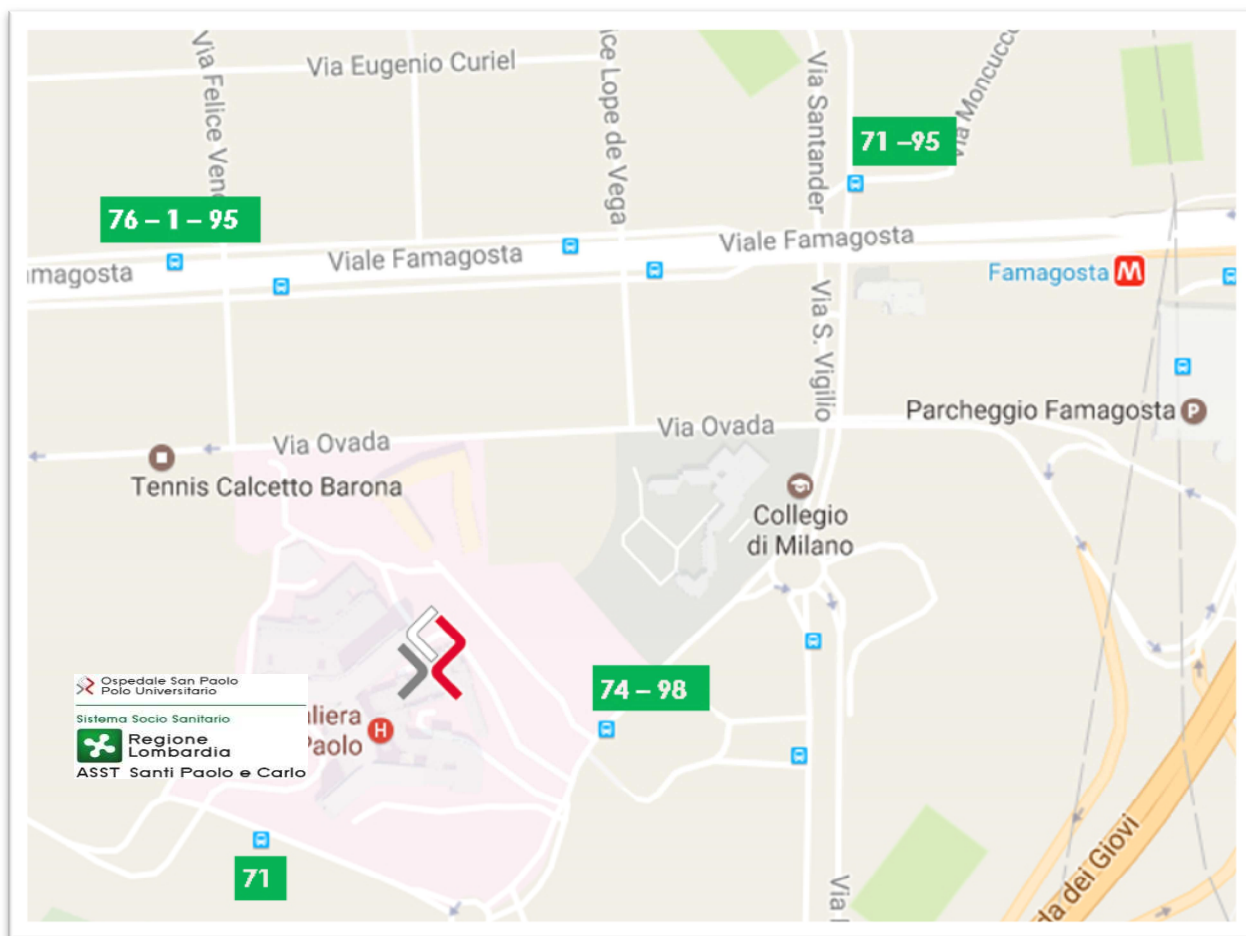 Via Eugenio Curiel
Via Felice Ven
ice Lope de Vega
Via Santander
Via Moncucco
71 –95
76 – 1 – 95
Viale Famagosta
Viale Famagosta
magosta
Famagosta M
Via S. Vigilio
Parcheggio Famagosta P
Via Ovada
Via Ovada
Tennis Calcetto Barona
Collegio
di Milano
74 – 98
Ospedale San Paolo
Polo Universitario
Sistema Socio Sanitario
Regione
Lombardia
ASST Santi Paolo e Carlo
liera
Paolo H
71
Via
da dei Giovi